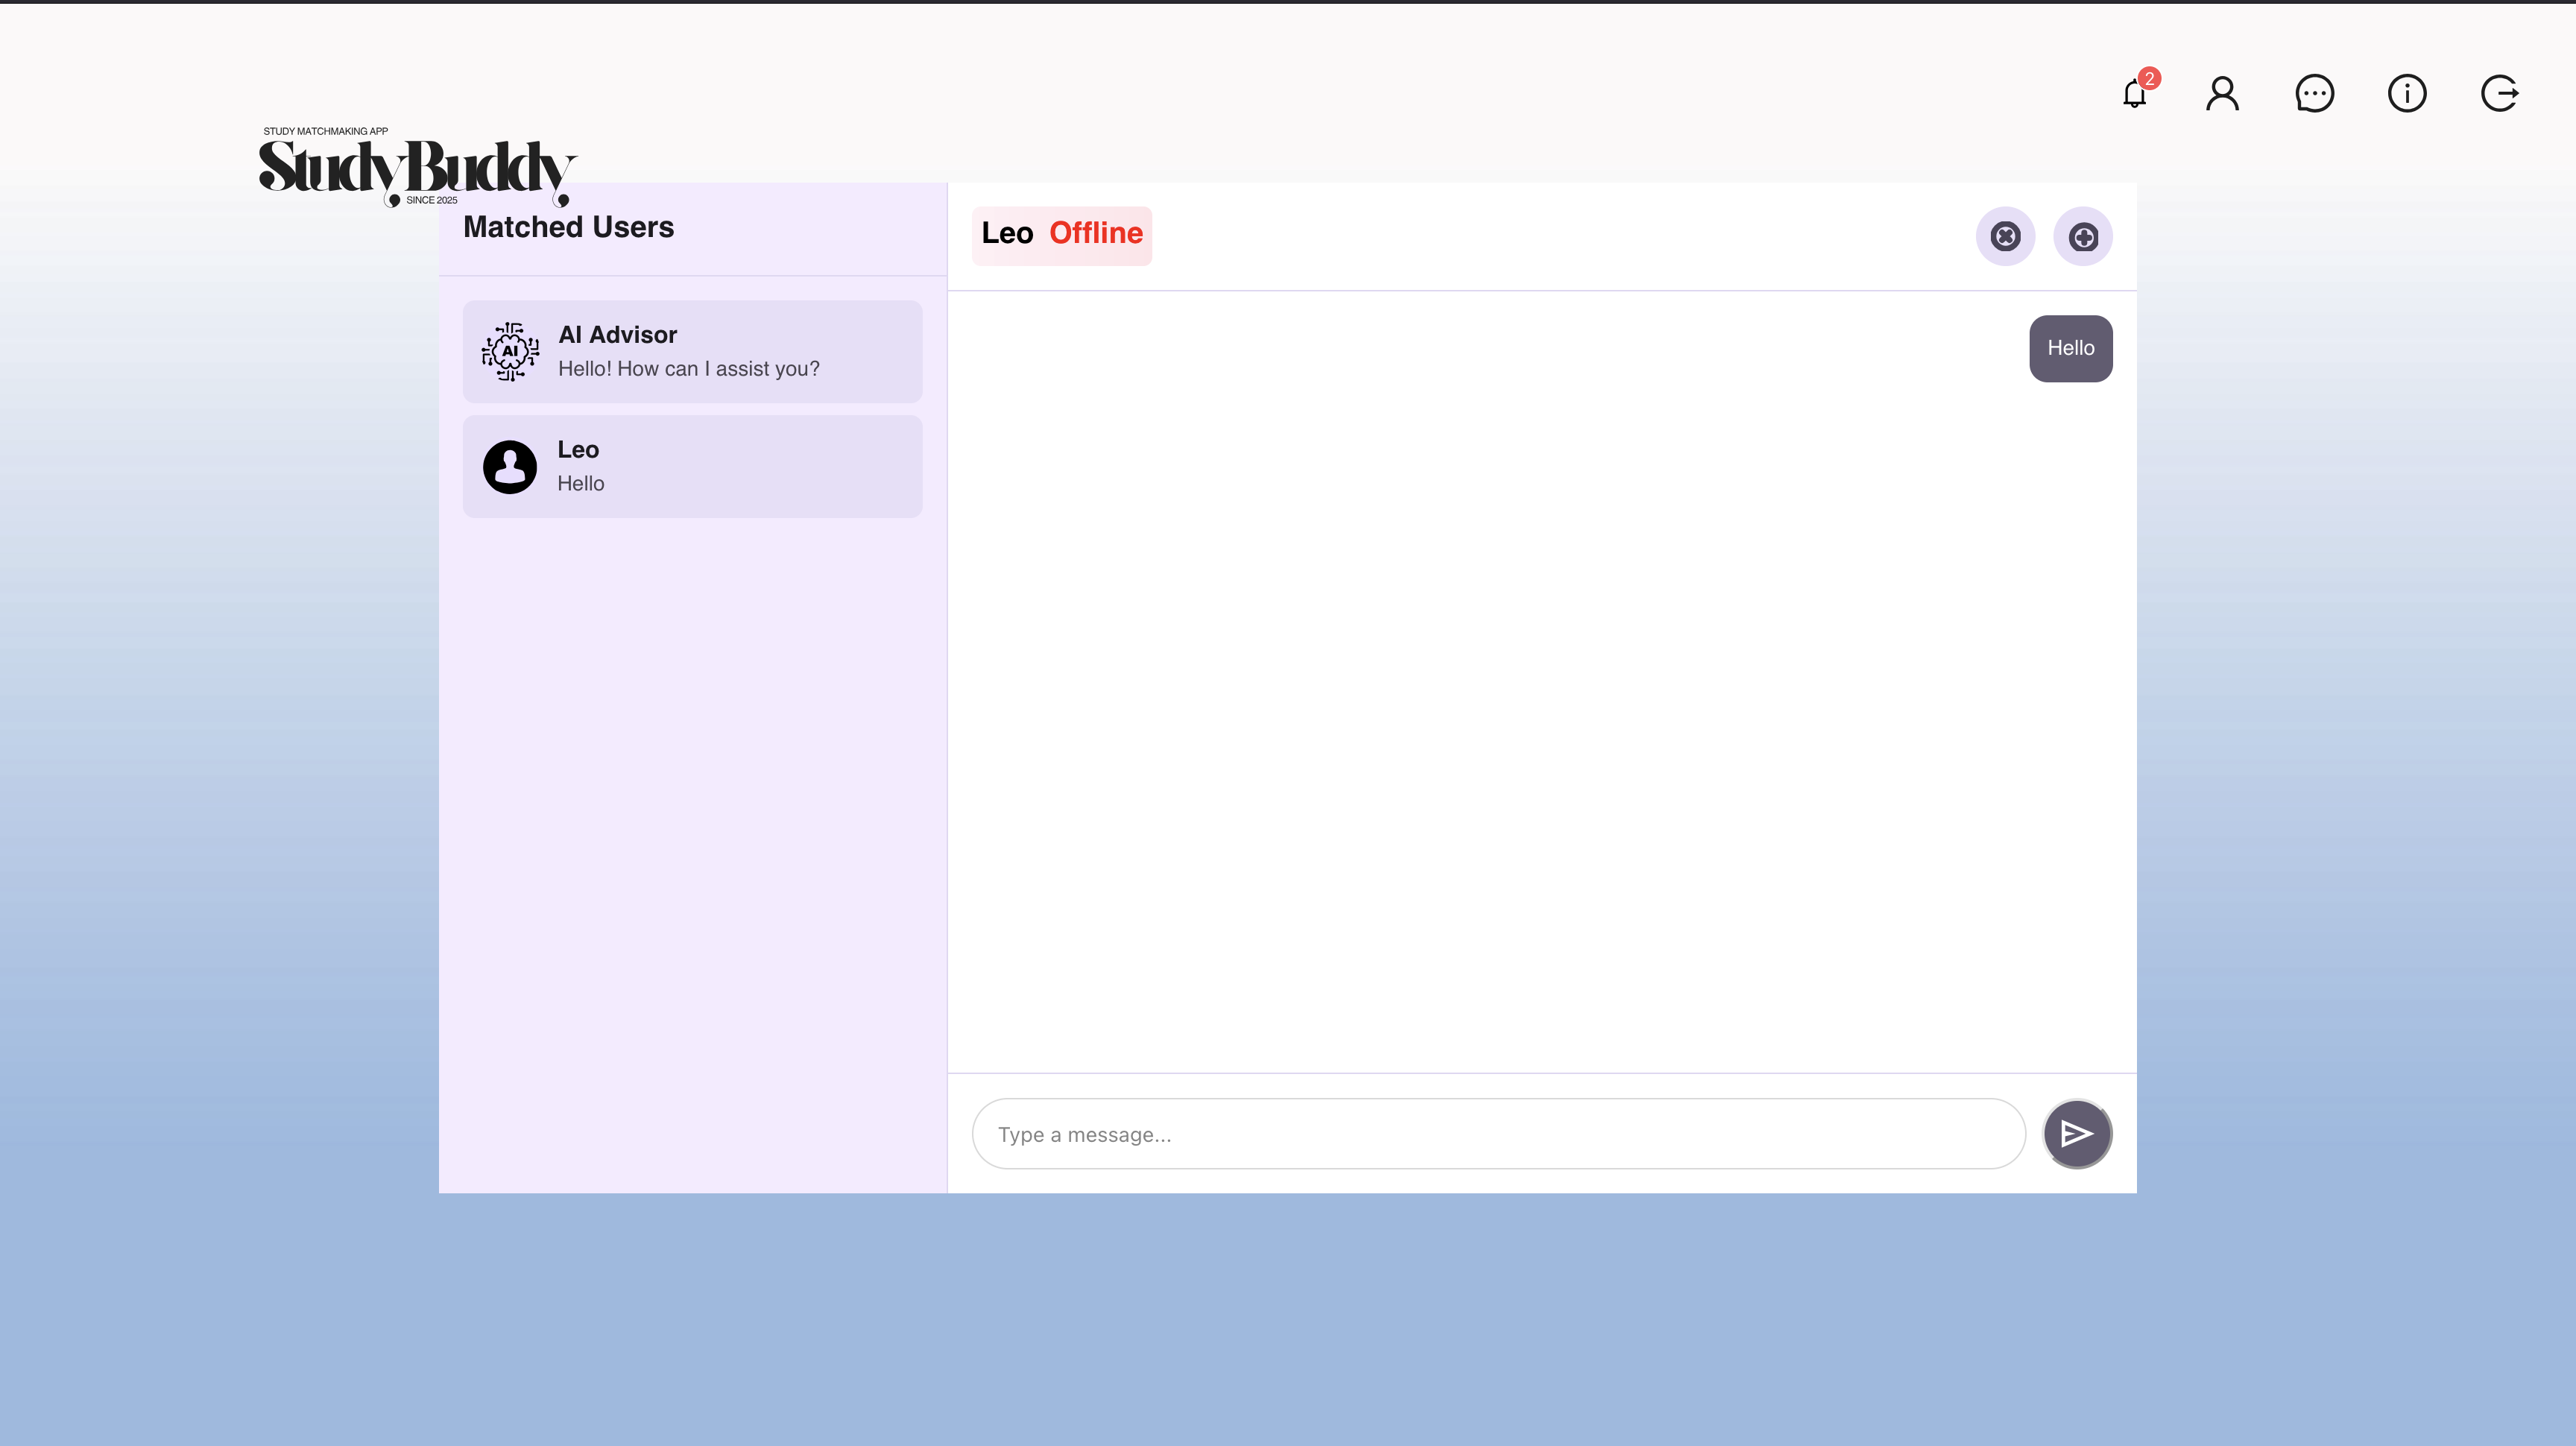 2
STUDY MATCHMAKING APP
StudyBuddy
SINCE 2025
Matched Users
AI
AI Advisor
Hello! How can I assist you?
Leo
Hello
Leo Offline
Hello
Type a message...